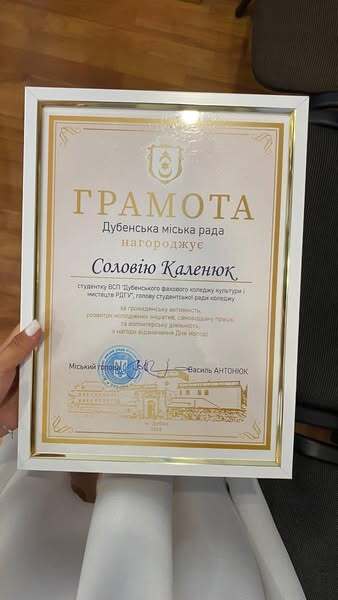 ГРАМОТА
Дубенська міська рада
нагороджує
Соловію Каленюк
студентку ВСП "Дубенського фахового коледжу культури і
мистецтв РДГУ", голову студентської ради коледжу
за громадянську активність,
розвиток молодіжних ініціатив, самовіддану працю
та волонтерську діяльність,
з нагоди відзначення Дня молоді
Міський голова Василь АНТОНЮК
м. Дубно